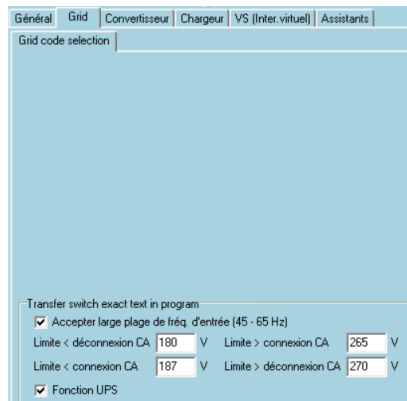 Général Grid Convertisseur Chargeur VS (Inter.virtuel) Assistants
Grid code selection
Transfer switch exact text in program
Accepter large plage de fréq. d'entrée (45 - 65 Hz)
Limite < déconnexion CA 180 V Limite > connexion CA 265 V
Limite < connexion CA 187 V Limite > déconnexion CA 270 V
Fonction UPS